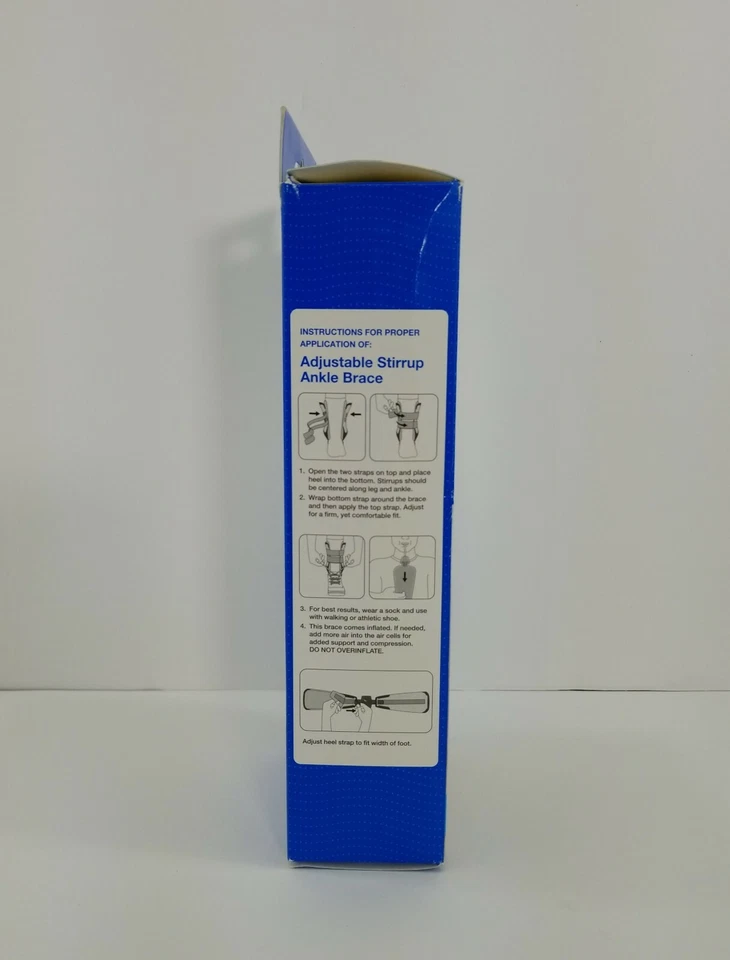 INSTRUCTIONS FOR PROPER
APPLICATION OF:
Adjustable Stirrup
Ankle Brace
1. Open the two straps on top and place
heel into the bottom. Stirrups should
be centered along leg and ankle.
2. Wrap bottom strap around the brace
and then apply the top strap. Adjust
for a firm, yet comfortable fit.
3. For best results, wear a sock and use
with walking or athletic shoe.
4. This brace comes inflated. If needed,
add more air into the air cells for
added support and compression.
DO NOT OVERINFLATE.
Adjust heel strap to fit width of foot.